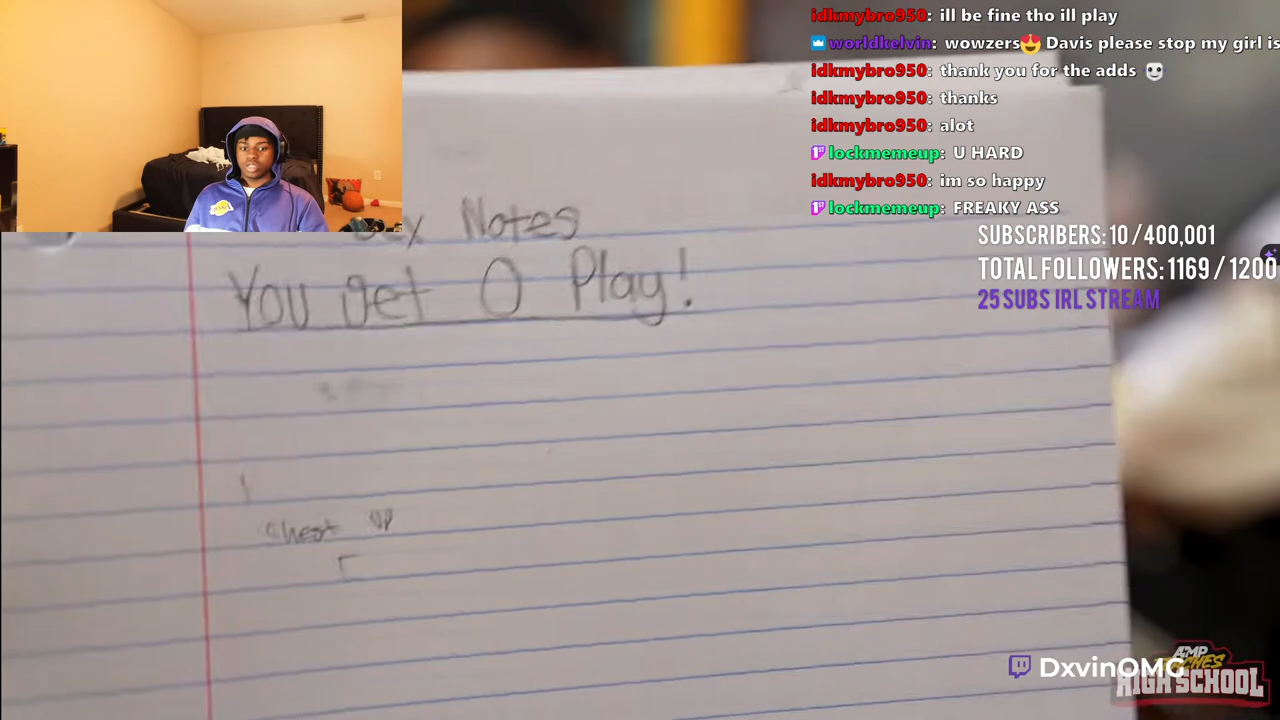 idkmybro950: ill be fine tho ill play
worldkelvin: wowzers😍 Davis please stop my girl is
idkmybro950: thank you for the adds
idkmybro950: thanks
idkmybro950: alot
lockmemeup: U HARD
idkmybro950: im so happy
lockmemeup: FREAKY ASS
SUBSCRIBERS: 10 / 400,001
TOTAL FOLLOWERS: 1169 / 1200
25 SUBS IRL STREAM
Notes
You get 0 Play!
Chest up
DxvinOMG
AMP
HIGH SCHOOL